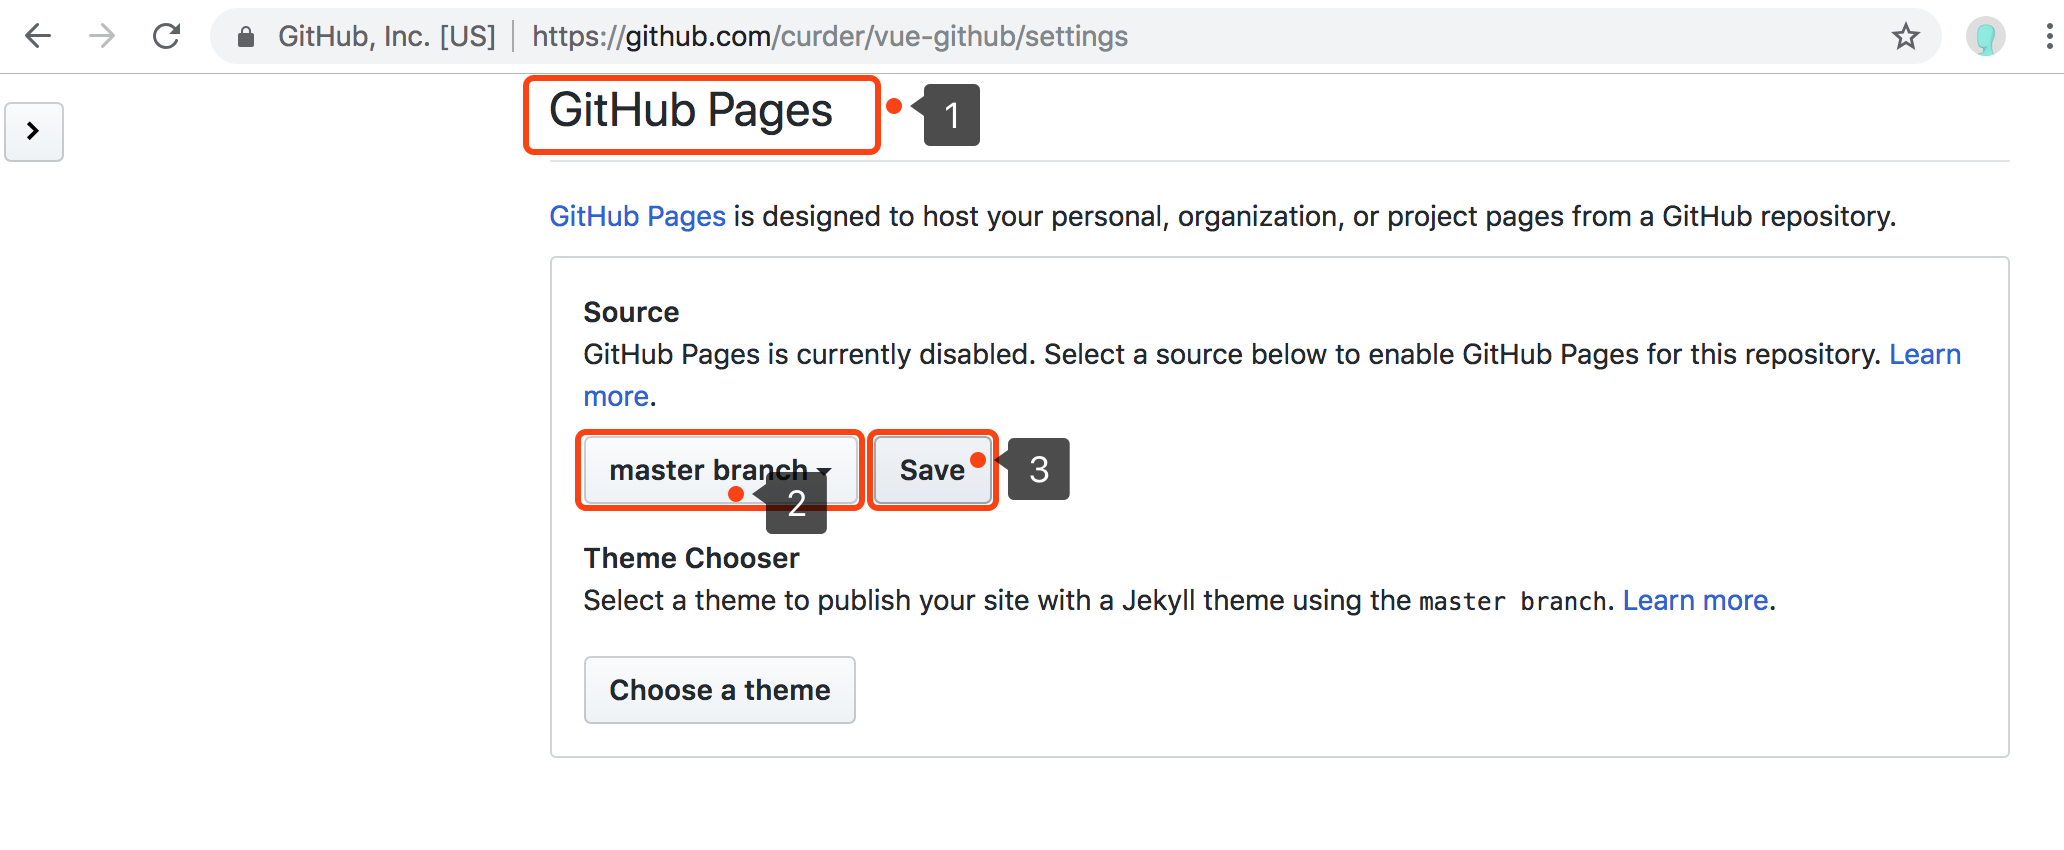 GitHub, Inc. [US] | https://github.com/curder/vue-github/settings
GitHub Pages 1
GitHub Pages is designed to host your personal, organization, or project pages from a GitHub repository.
Source
GitHub Pages is currently disabled. Select a source below to enable GitHub Pages for this repository. Learn
more.
master branch Save 3
2
Theme Chooser
Select a theme to publish your site with a Jekyll theme using the master branch. Learn more.
Choose a theme